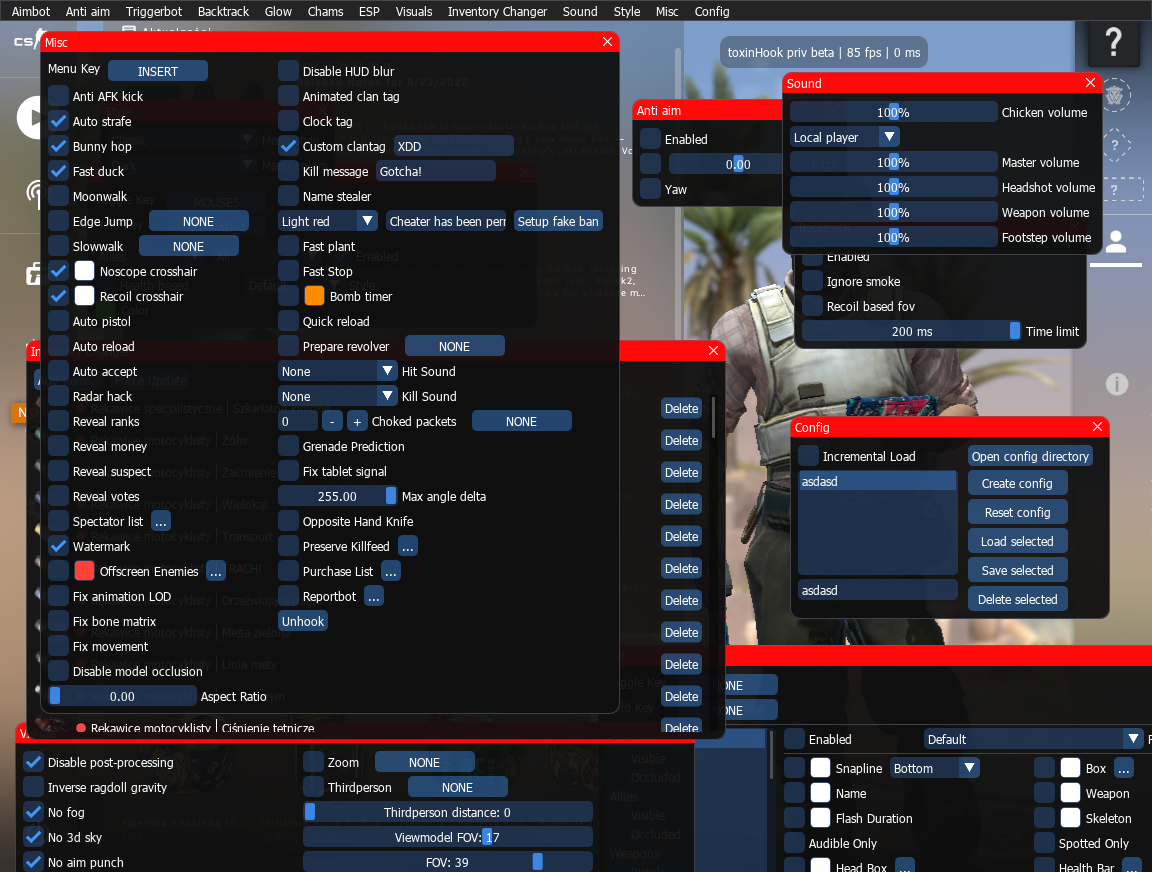 Aimbot Anti aim Triggerbot Backtrack Glow Chams ESP Visuals Inventory Changer Sound Style Misc Config
toxinHook priv beta | 85 fps | 0 ms
Misc
Menu Key INSERT
Anti AFK kick
Auto strafe
Bunny hop
Fast duck
Moonwalk
Edge Jump NONE
Slowwalk NONE
Noscope crosshair
Recoil crosshair
Auto pistol
Auto reload
Auto accept
Radar hack
Reveal ranks
Reveal money
Reveal suspect
Reveal votes
Spectator list ...
Watermark
Offscreen Enemies ...
Fix animation LOD
Fix bone matrix
Fix movement
Disable model occlusion
0.00 Aspect Ratio
Disable HUD blur
Animated clan tag
Clock tag
Custom clantag XDD
Kill message Gotcha!
Name stealer
Light red Cheater has been perr Setup fake ban
Fast plant
Fast Stop
Bomb timer
Quick reload
Prepare revolver NONE
None Hit Sound
None Kill Sound
0 - + Choked packets NONE
Grenade Prediction
Fix tablet signal
255.00 Max angle delta
Opposite Hand Knife
Preserve Killfeed ...
Purchase List ...
Reportbot ...
Unhook
Anti aim
Enabled
0.00
Yaw
Sound
100% Chicken volume
Local player
100% Master volume
100% Headshot volume
100% Weapon volume
100% Footstep volume
Enabled
Ignore smoke
Recoil based fov
200 ms Time limit
Config
Incremental Load
asdasd
asdasd
Open config directory
Create config
Reset config
Load selected
Save selected
Delete selected
Delete
Delete
Delete
Delete
Delete
Delete
Delete
Delete
Delete
Delete
Delete
Rękawice motocyklisty | Ciśnienie tętnicze
Disable post-processing
Inverse ragdoll gravity
No fog
No 3d sky
No aim punch
Zoom NONE
Thirdperson NONE
Thirdperson distance: 0
Viewmodel FOV: 17
FOV: 39
Enabled Default
Snapline Bottom
Name
Flash Duration
Audible Only
Head Box ...
Box ...
Weapon
Skeleton
Spotted Only
Health Bar ...